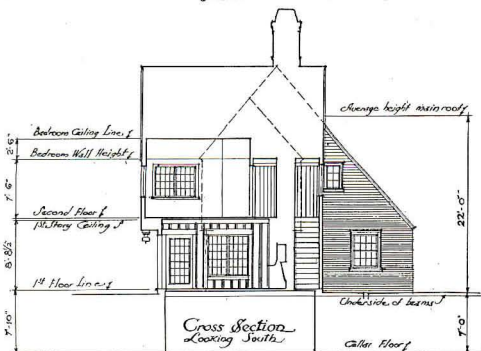 Average height main roof
Bedroom Ceiling Line
2'-6"
Bedroom Wall Height
7'-6"
Second Floor
1st Story Ceiling
8'-8½"
22'-0"
1st Floor Line
Underside of beams
7'-10"
Cross Section
Looking South
Cellar Floor
7'-0"